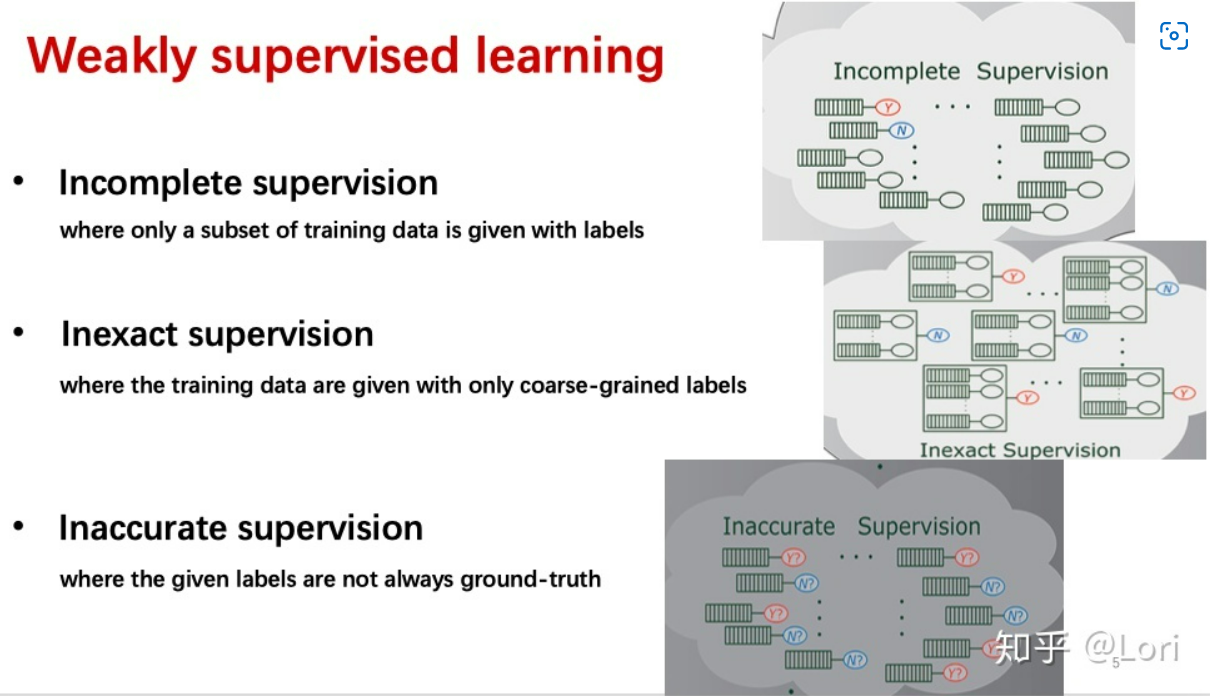 Weakly supervised learning
• Incomplete supervision
where only a subset of training data is given with labels
• Inexact supervision
where the training data are given with only coarse-grained labels
• Inaccurate supervision
where the given labels are not always ground-truth
Incomplete Supervision
Y
N
Y
N
N
N
Y
Y
Inexact Supervision
Inaccurate Supervision
Y? Y?
N? N?
Y? N?
N?
N? Y?
知乎 @Lori
5